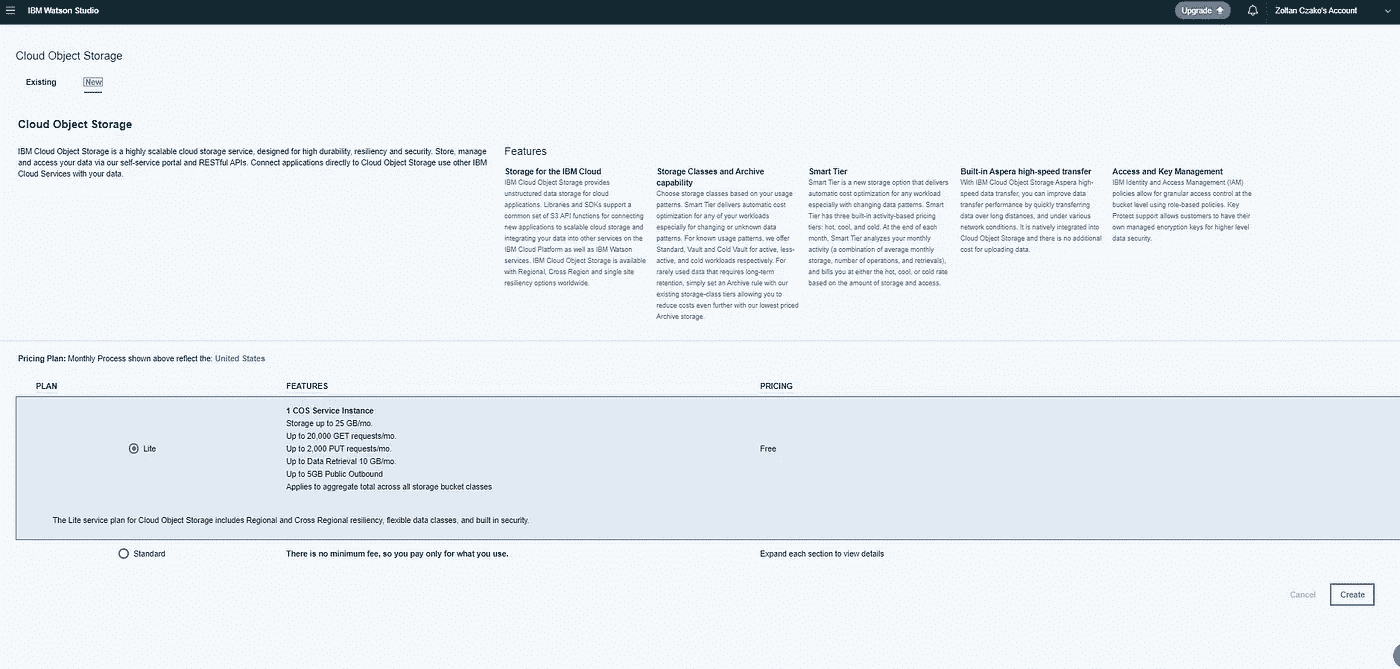 IBM Watson Studio
Upgrade
Zoltan Czako's Account
Cloud Object Storage
Existing
New
Cloud Object Storage
IBM Cloud Object Storage is a highly scalable cloud storage service, designed for high durability, resiliency and security. Store, manage
and access your data via our self-service portal and RESTful APIs. Connect applications directly to Cloud Object Storage use other IBM
Cloud Services with your data.
Features
Storage for the IBM Cloud
IBM Cloud Object Storage provides
unstructured data storage for cloud
applications. Libraries and SDKs support a
common set of S3 API functions for connecting
new applications to scalable cloud storage and
integrating your data into other services on the
IBM Cloud Platform as well as IBM Watson
services. IBM Cloud Object Storage is available
with Regional, Cross Region and single site
resiliency options worldwide.
Storage Classes and Archive
capability
Choose storage classes based on your usage
patterns. Smart Tier delivers automatic cost
optimization for any of your workloads
especially for changing or unknown data
patterns. For known usage patterns, we offer
Standard, Vault and Cold Vault for active, less-
active, and cold workloads respectively. For
rarely used data that requires long-term
retention, simply set an Archive rule with our
existing storage-class tiers allowing you to
reduce costs even further with our lowest priced
Archive storage.
Smart Tier
Smart Tier is a new storage option that delivers
automatic cost optimization for any workload
especially with changing data patterns. Smart
Tier has three built-in activity-based pricing
tiers: hot, cool, and cold. At the end of each
month, Smart Tier analyzes your monthly
activity (a combination of average monthly
storage, number of operations, and retrievals),
and bills you at either the hot, cool, or cold rate
based on the amount of storage and access.
Built-in Aspera high-speed transfer
With IBM Cloud Object Storage Aspera high-
speed data transfer, you can improve data
transfer performance by quickly transferring
data over long distances, and under various
network conditions. It is natively integrated into
Cloud Object Storage and there is no additional
cost for uploading data.
Access and Key Management
IBM Identity and Access Management (IAM)
policies allow for granular access control at the
bucket level using role-based policies. Key
Protect support allows customers to have their
own managed encryption keys for higher level
data security.
Pricing Plan: Monthly Process shown above reflect the: United States
PLAN FEATURES PRICING
1 COS Service Instance
Storage up to 25 GB/mo.
Up to 20,000 GET requests/mo.
Lite Up to 2,000 PUT requests/mo. Free
Up to Data Retrieval 10 GB/mo.
Up to 5GB Public Outbound
Applies to aggregate total across all storage bucket classes
The Lite service plan for Cloud Object Storage includes Regional and Cross Regional resiliency, flexible data classes, and built in security.
Standard There is no minimum fee, so you pay only for what you use. Expand each section to view details
Cancel Create